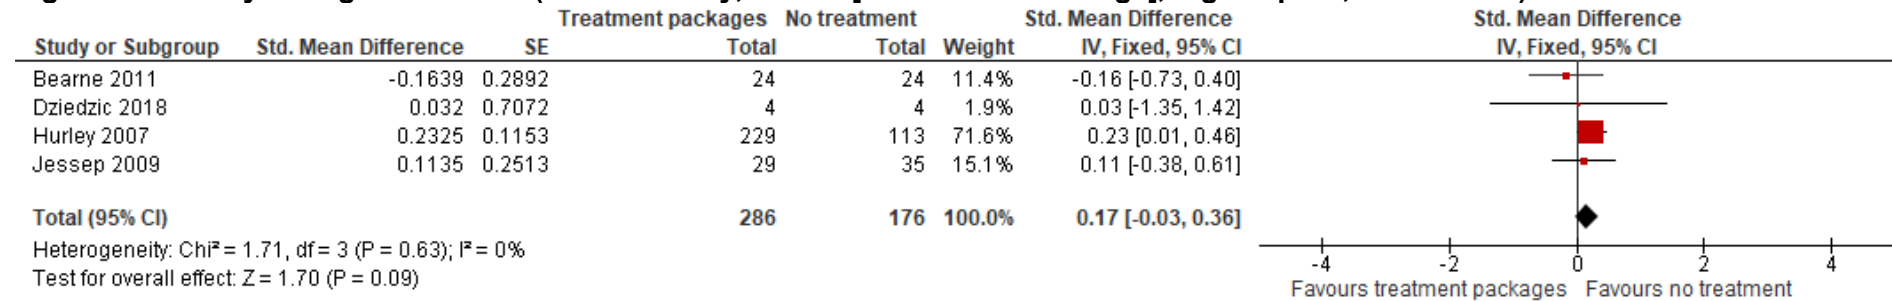 Treatment packages No treatment Std. Mean Difference Std. Mean Difference
Study or Subgroup Std. Mean Difference SE Total Total Weight IV, Fixed, 95% CI IV, Fixed, 95% CI
Bearne 2011 -0.1639 0.2892 24 24 11.4% -0.16 [-0.73, 0.40]
Dziedzic 2018 0.032 0.7072 4 4 1.9% 0.03 [-1.35, 1.42]
Hurley 2007 0.2325 0.1153 229 113 71.6% 0.23 [0.01, 0.46]
Jessep 2009 0.1135 0.2513 29 35 15.1% 0.11 [-0.38, 0.61]
Total (95% CI) 286 176 100.0% 0.17 [-0.03, 0.36]
Heterogeneity: Chi² = 1.71, df = 3 (P = 0.63); I² = 0%
Test for overall effect: Z = 1.70 (P = 0.09)
-4 -2 0 2 4
Favours treatment packages Favours no treatment